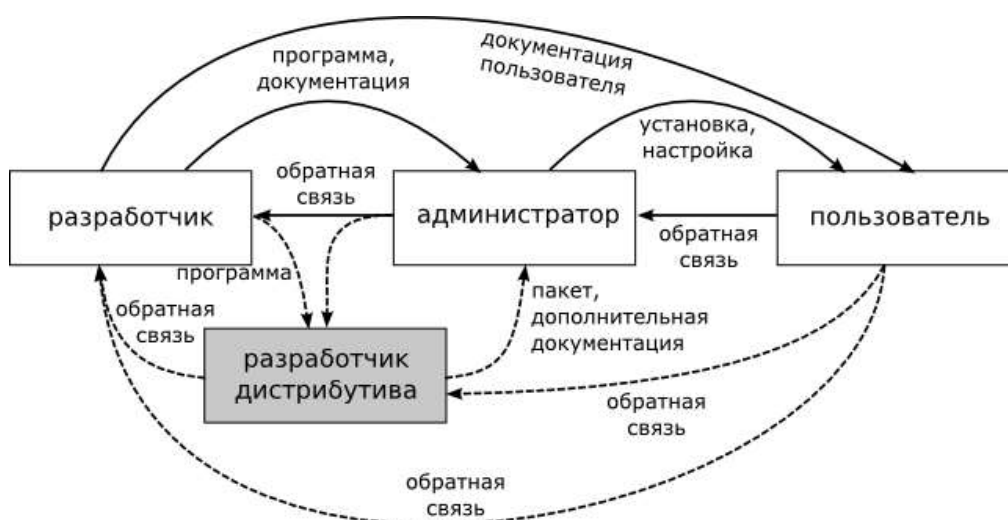 документация
пользователя
программа,
документация
установка,
настройка
обратная
связь
разработчик
администратор
пользователь
обратная
связь
программа
пакет,
дополнительная
документация
обратная
связь
разработчик
дистрибутива
обратная
связь
обратная
связь